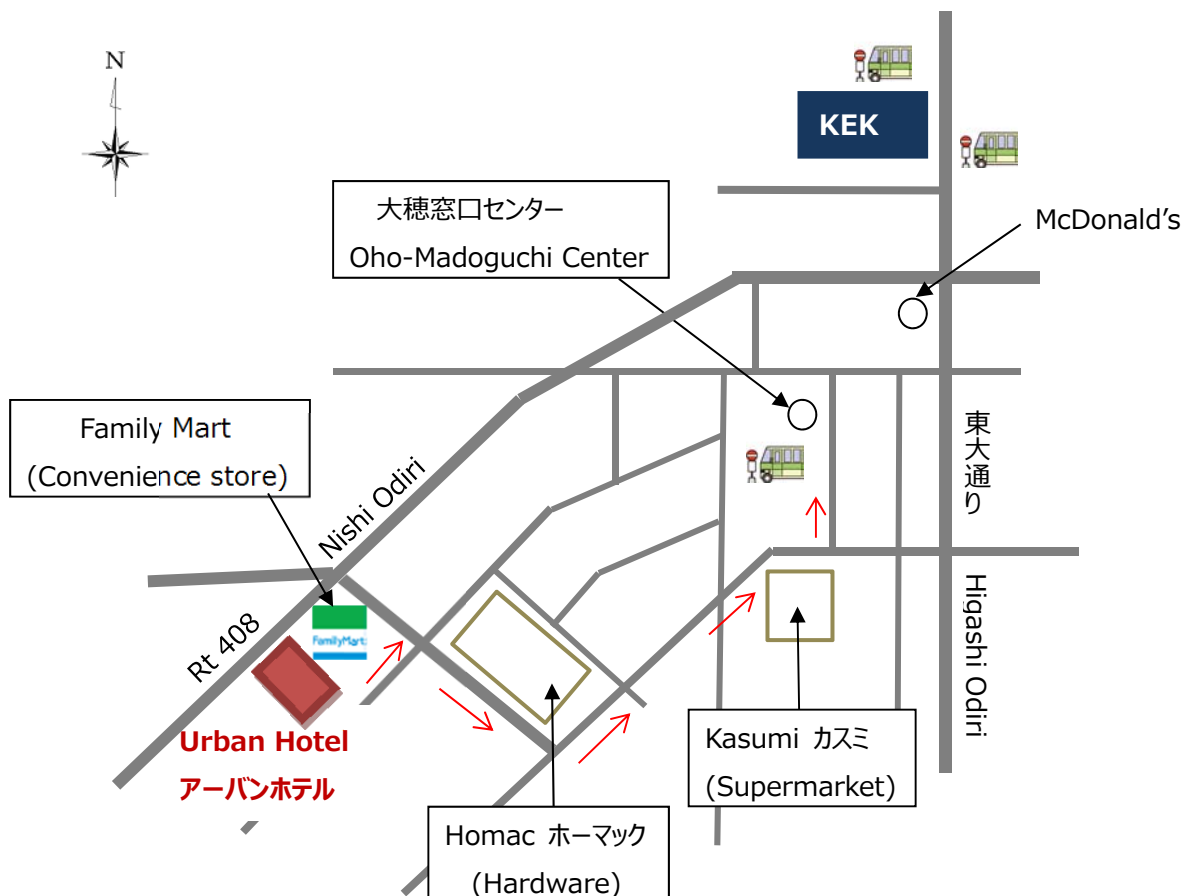 N
KEK
大穂窓口センター
Oho-Madoguchi Center
McDonald's
Family Mart
(Convenience store)
Nishi Odiri
東大通り
Rt 408
FamilyMart
Higashi Odiri
Urban Hotel
アーバンホテル
Kasumi カスミ
(Supermarket)
Homac ホーマック
(Hardware)